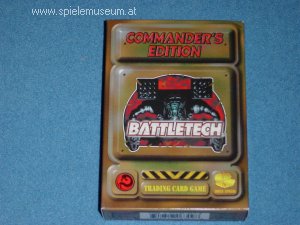 www.spielemuseum.at
COMMANDER'S
EDITION
BATTLETECH
TRADING CARD GAME